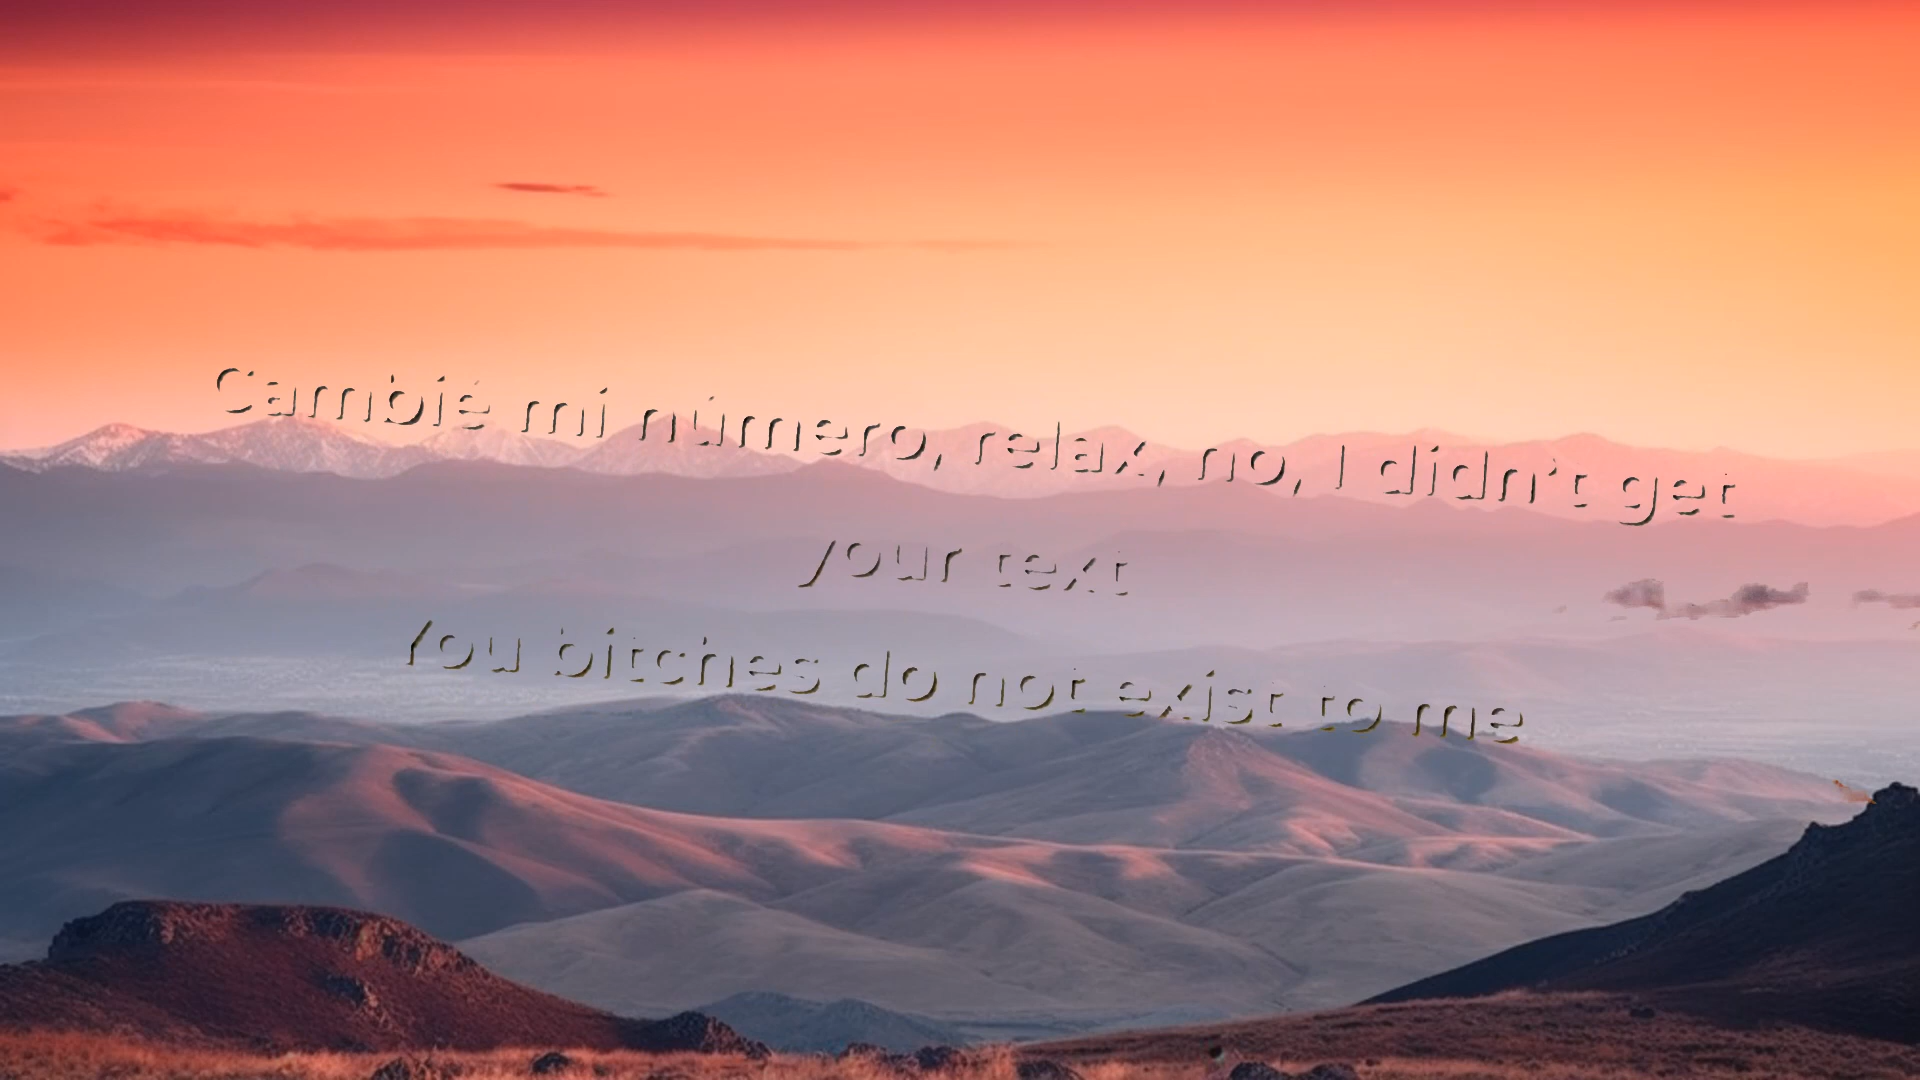 Cambié mi número, relax, no, I didn't get
your text
You bitches do not exist to me